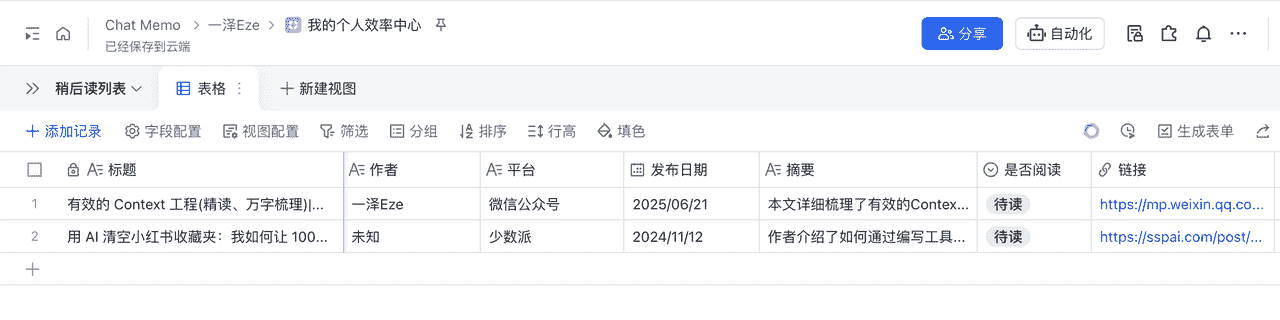 Chat Memo > 一泽Eze > 我的个人效率中心
已经保存到云端
分享 自动化
稍后读列表 表格 + 新建视图
+ 添加记录 字段配置 视图配置 筛选 分组 排序 行高 填色 生成表单
标题 作者 平台 发布日期 摘要 是否阅读 链接
1 有效的 Context 工程(精读、万字梳理)|... 一泽Eze 微信公众号 2025/06/21 本文详细梳理了有效的Contex... 待读 https://mp.weixin.qq.co...
2 用 AI 清空小红书收藏夹：我如何让 100... 未知 少数派 2024/11/12 作者介绍了如何通过编写工具... 待读 https://sspai.com/post/...